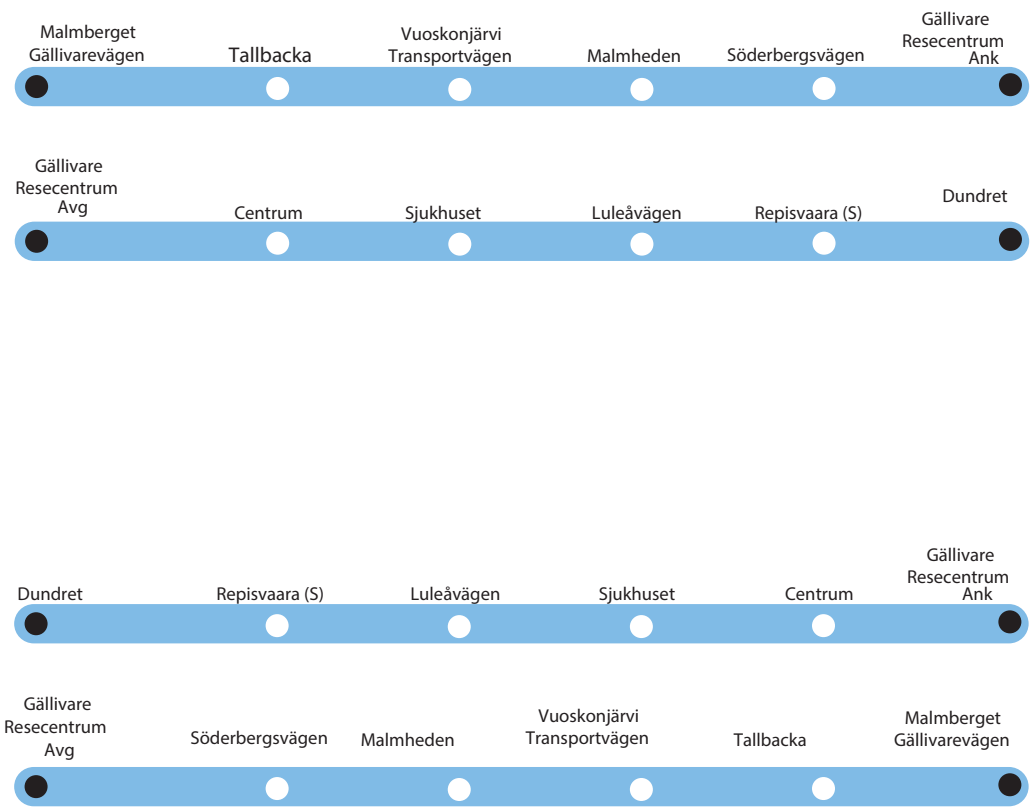 Malmberget
Gällivarevägen
Tallbacka
Vuoskonjärvi
Transportvägen
Malmheden
Söderbergsvägen
Gällivare
Resecentrum
Ank
Gällivare
Resecentrum
Avg
Centrum
Sjukhuset
Luleåvägen
Repisvaara (S)
Dundret
Dundret
Repisvaara (S)
Luleåvägen
Sjukhuset
Centrum
Gällivare
Resecentrum
Ank
Gällivare
Resecentrum
Avg
Söderbergsvägen
Malmheden
Vuoskonjärvi
Transportvägen
Tallbacka
Malmberget
Gällivarevägen